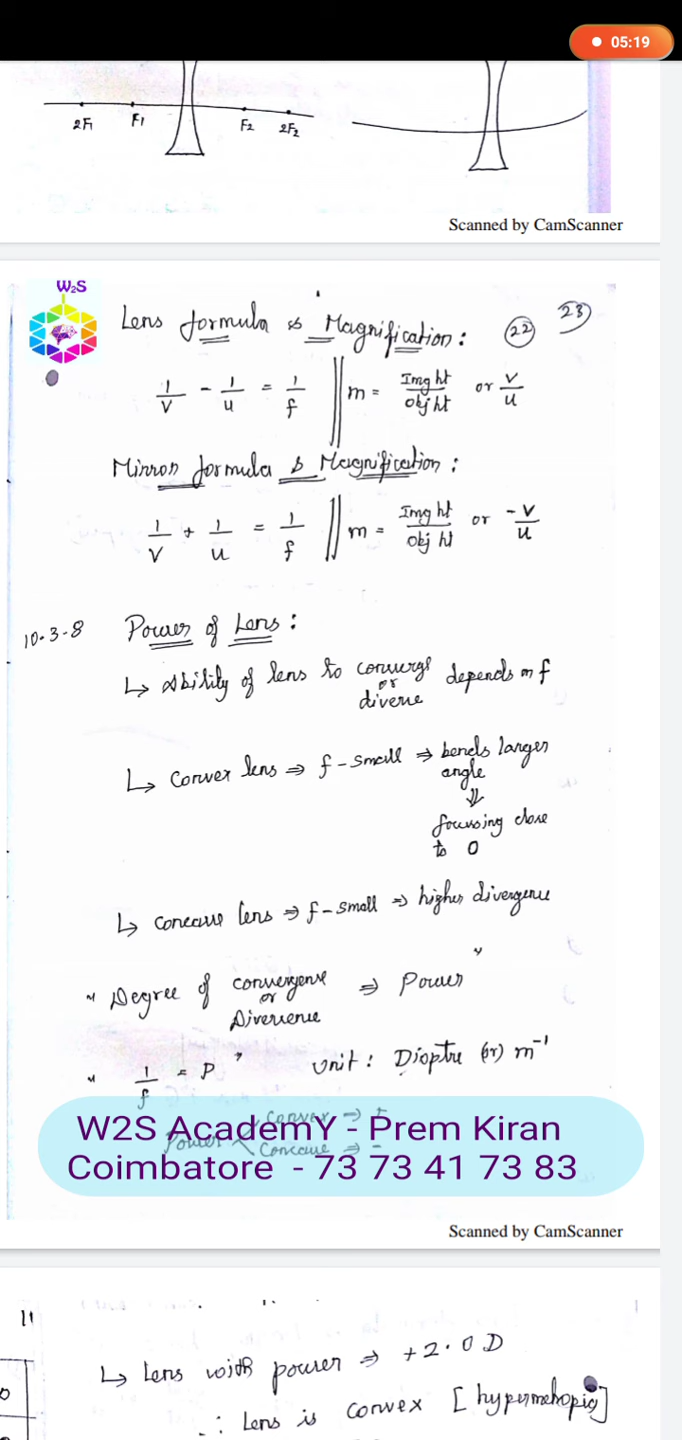 05:19
2F1 F1 F2 2F2
Scanned by CamScanner
W2S
Lens formula & Magnification: 22 23
1/v - 1/u = 1/f || m = Img ht/Obj ht or v/u
Mirror formula & Magnification:
1/v + 1/u = 1/f || m = Img ht/Obj ht or -v/u
10.3.8 Power of Lens:
↳ Ability of lens to converge or diverge depends on f
↳ Convex lens ⇒ f-small ⇒ bends larger
angle
⇓
focussing close
to O
↳ Concave lens ⇒ f-small ⇒ higher divergence
" Degree of convergence or Divergence ⇒ Power "
" 1/f = P " Unit: Dioptre (or) m⁻¹
Power < Convex ⇒ +
Concave ⇒ -
W2S AcademY - Prem Kiran
Coimbatore - 73 73 41 73 83
Scanned by CamScanner
11
↳ Lens with power ⇒ +2.0 D
∴ Lens is convex [hypermetropia]